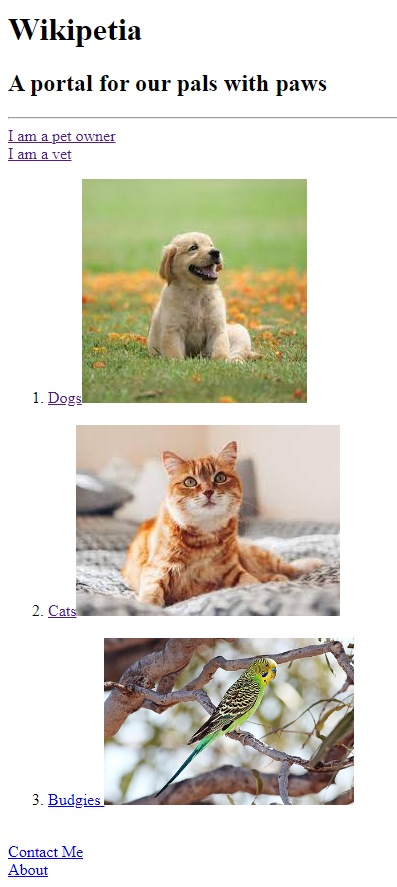 Wikipetia
A portal for our pals with paws
I am a pet owner
I am a vet
1. Dogs
2. Cats
3. Budgies
Contact Me
About